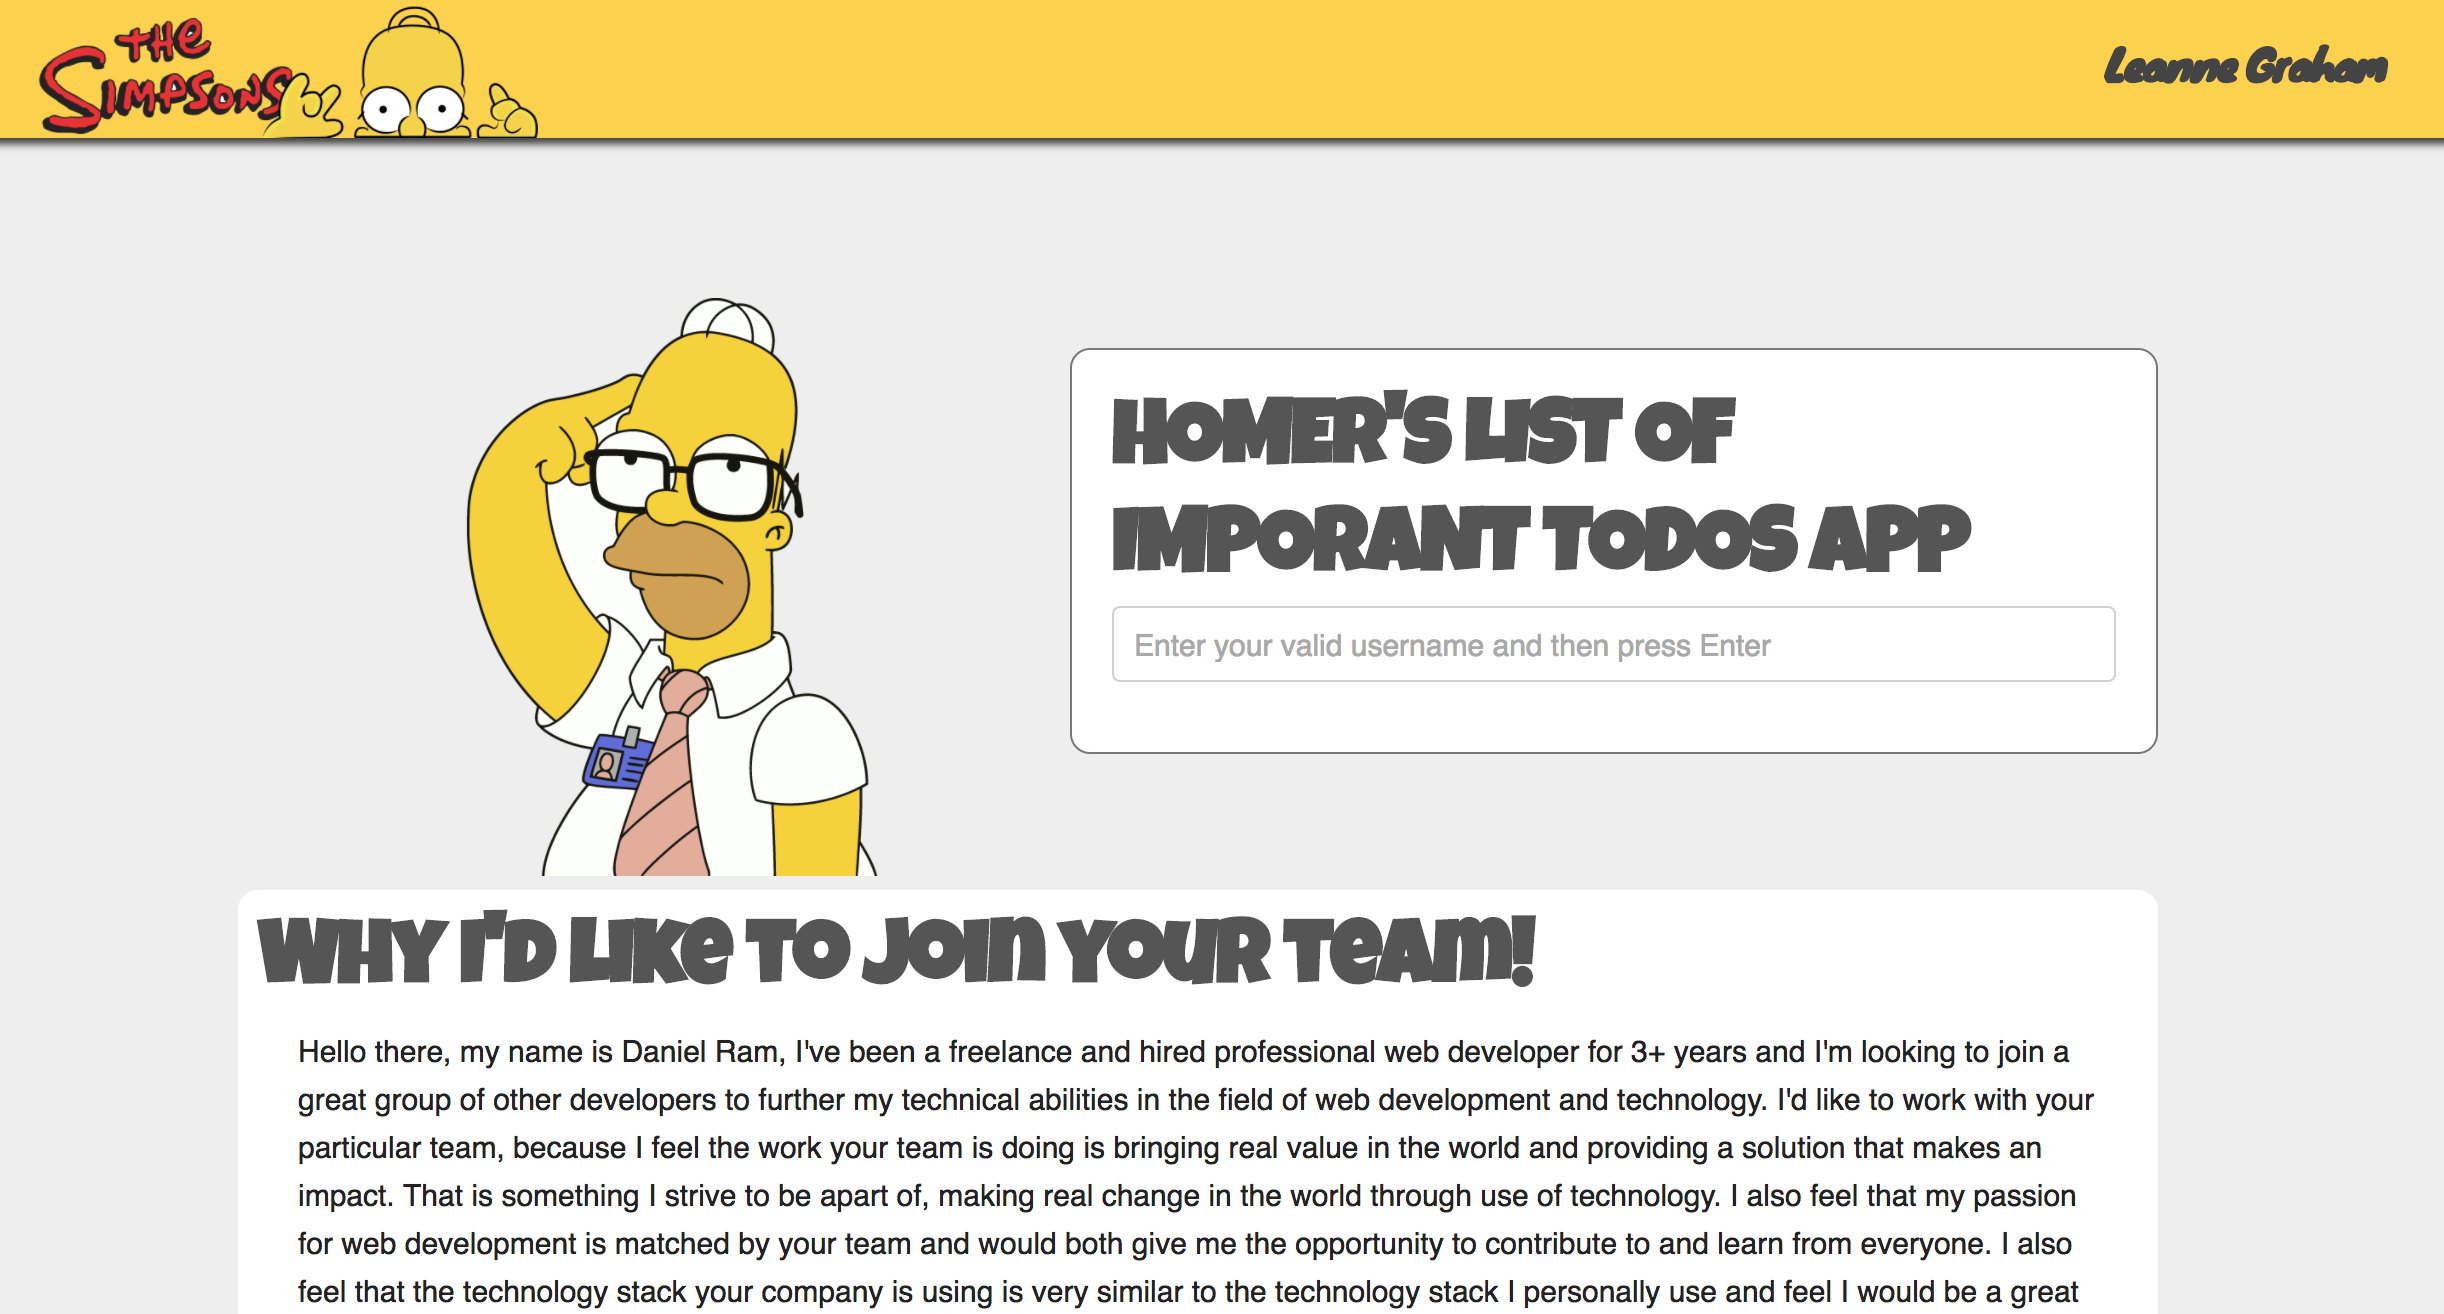 THE
SIMPSONS
Leanne Graham
HOMER'S LIST OF
IMPORANT TODOS APP
Enter your valid username and then press Enter
WHY I'D LIKE TO JOIN YOUR TEAM!
Hello there, my name is Daniel Ram, I've been a freelance and hired professional web developer for 3+ years and I'm looking to join a
great group of other developers to further my technical abilities in the field of web development and technology. I'd like to work with your
particular team, because I feel the work your team is doing is bringing real value in the world and providing a solution that makes an
impact. That is something I strive to be apart of, making real change in the world through use of technology. I also feel that my passion
for web development is matched by your team and would both give me the opportunity to contribute to and learn from everyone. I also
feel that the technology stack your company is using is very similar to the technology stack I personally use and feel I would be a great